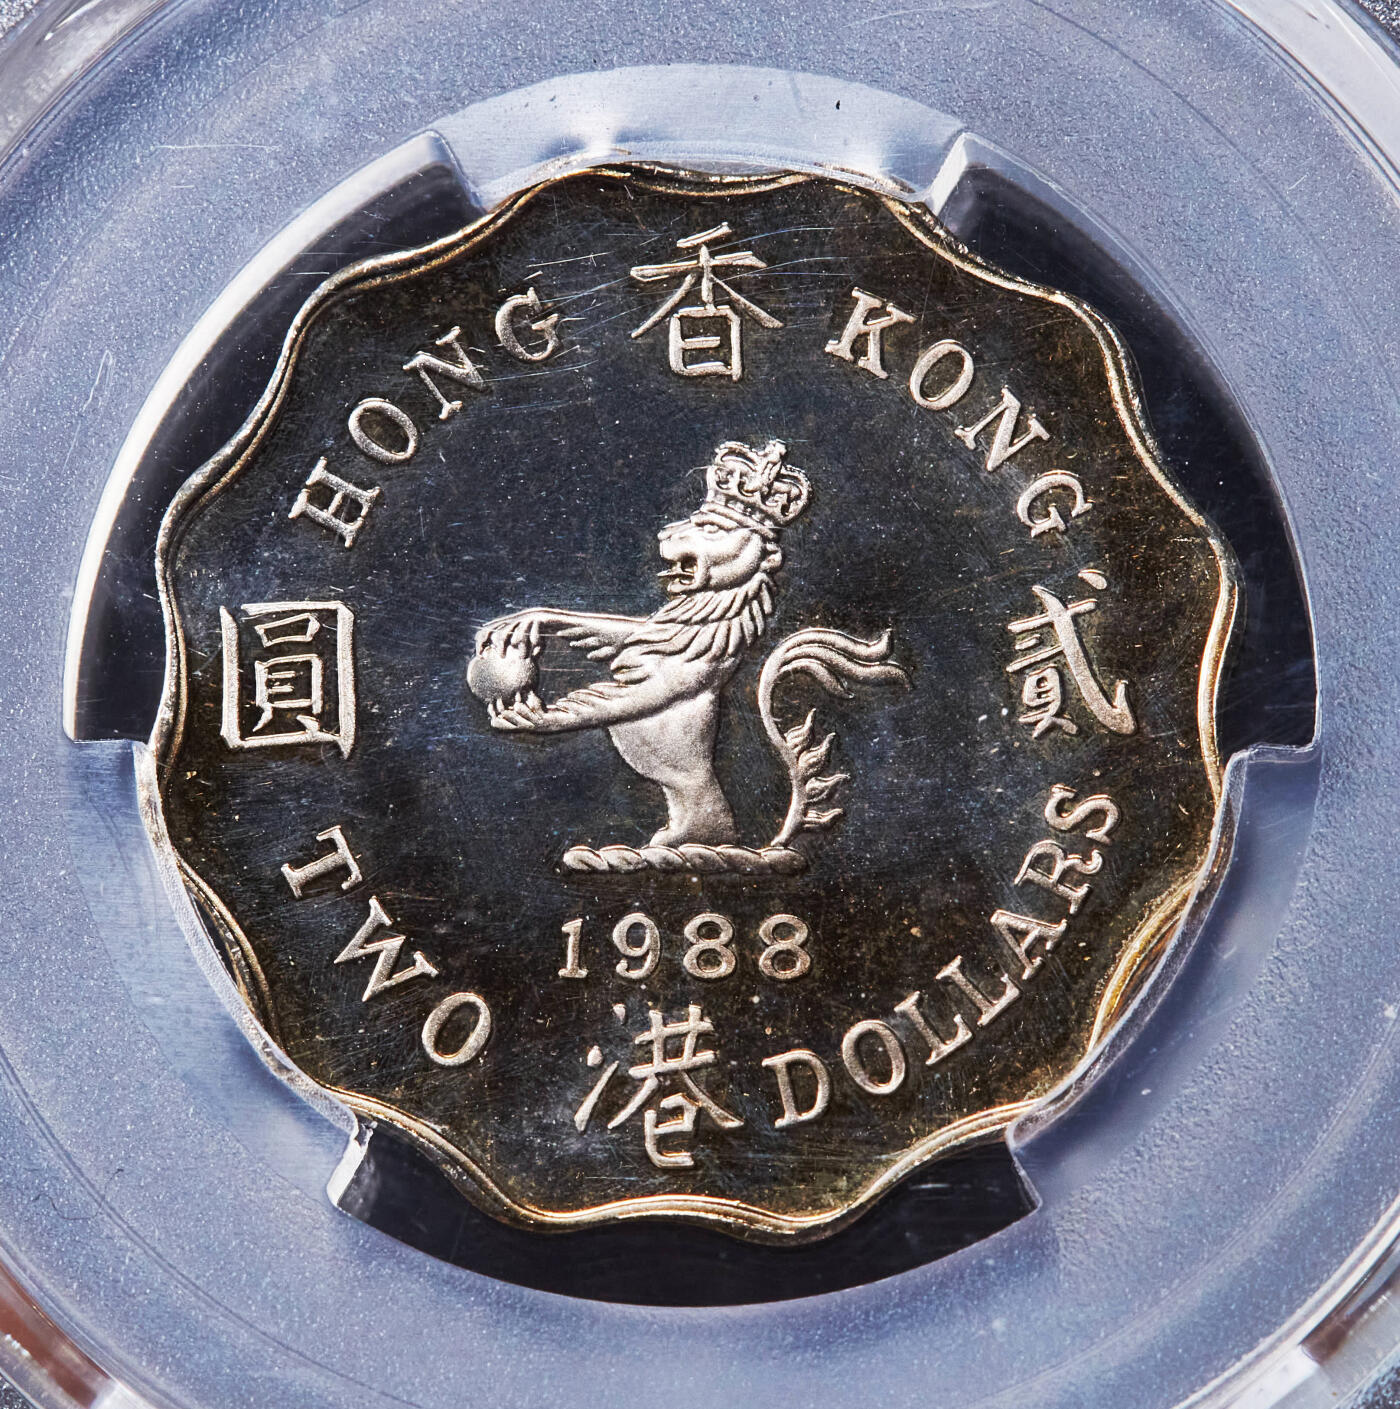 HONG KONG
香
港
貳
圓
TWO DOLLARS
1988